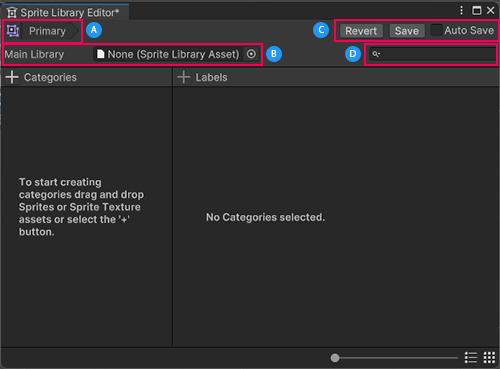 Sprite Library Editor*
Primary
A
C
Revert
Save
Auto Save
Main Library
None (Sprite Library Asset)
B
D
+ Categories
+ Labels
To start creating
categories drag and drop
Sprites or Sprite Texture
assets or select the '+'
button.
No Categories selected.